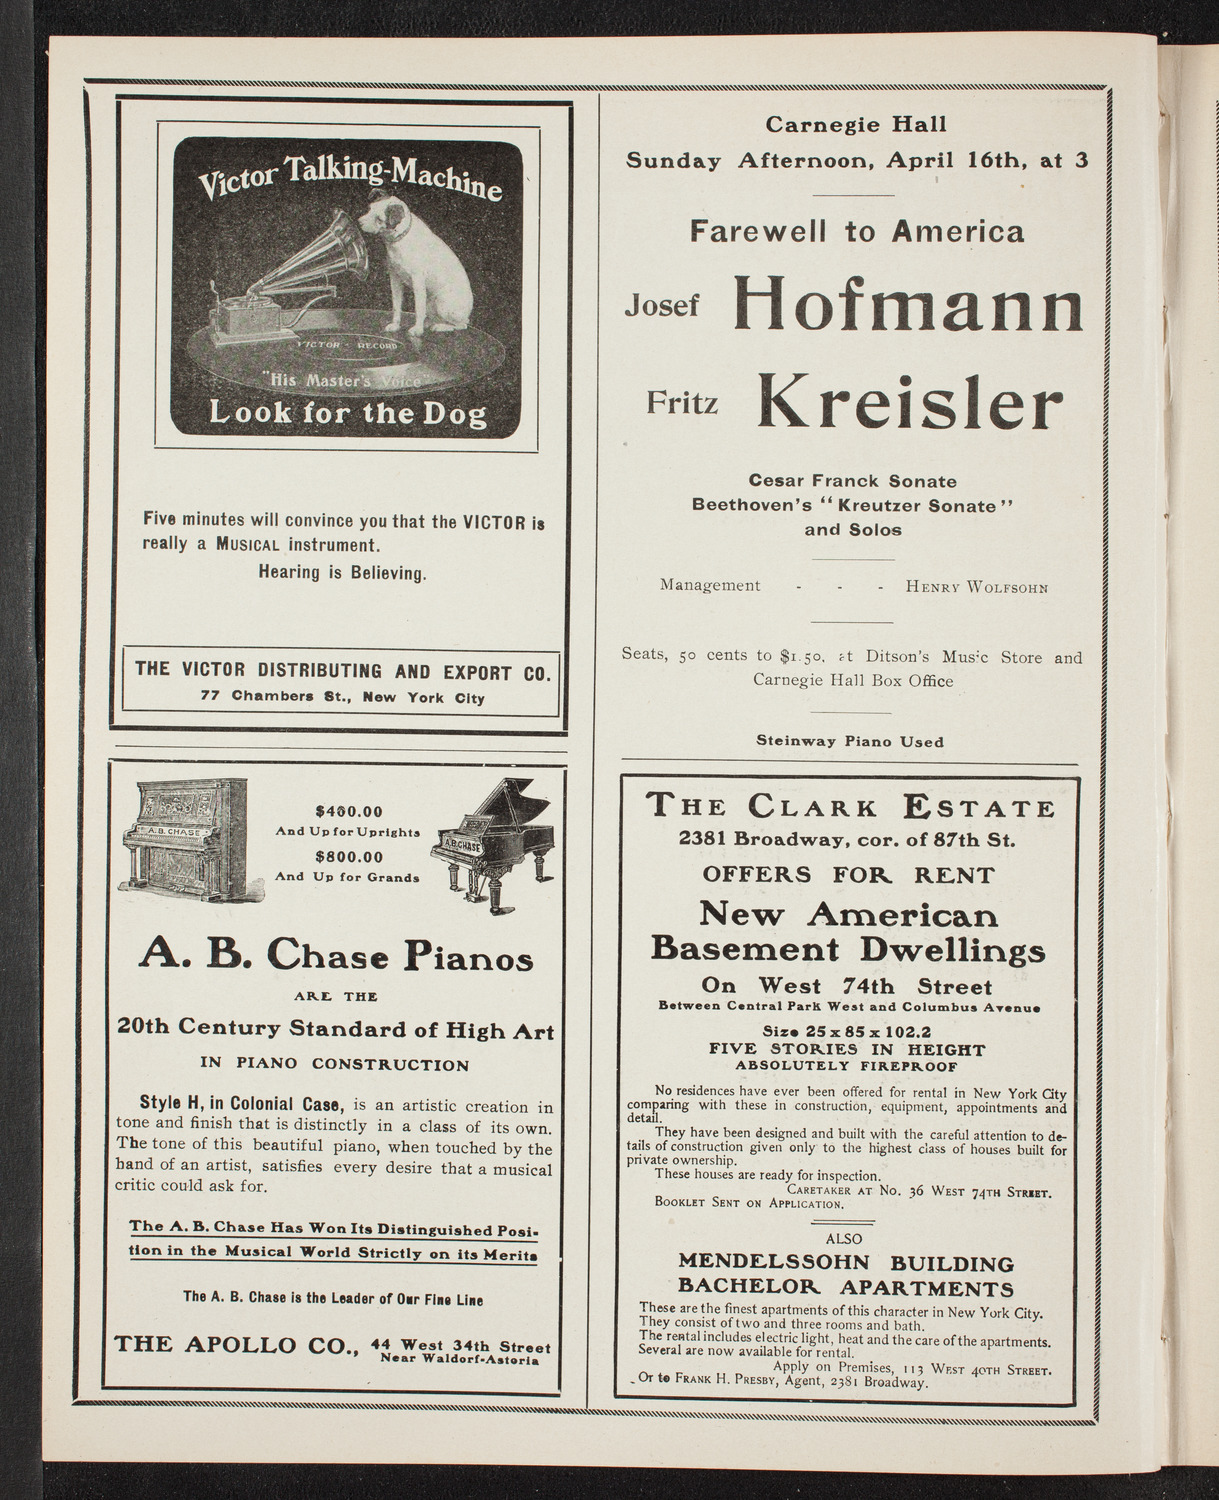 Victor Talking-Machine
VICTOR - RECORD
"His Master's Voice"
Look for the Dog
Five minutes will convince you that the VICTOR is
really a MUSICAL instrument.
Hearing is Believing.
THE VICTOR DISTRIBUTING AND EXPORT CO.
77 Chambers St., New York City
A.B. CHASE
$400.00
And Up for Uprights
$800.00
And Up for Grands
A.B.CHASE
A. B. Chase Pianos
ARE THE
20th Century Standard of High Art
IN PIANO CONSTRUCTION
Style H, in Colonial Case, is an artistic creation in
tone and finish that is distinctly in a class of its own.
The tone of this beautiful piano, when touched by the
hand of an artist, satisfies every desire that a musical
critic could ask for.
The A. B. Chase Has Won Its Distinguished Posi-
tion in the Musical World Strictly on its Merits
The A. B. Chase is the Leader of Our Fine Line
THE APOLLO CO., 44 West 34th Street
Near Waldorf-Astoria
Carnegie Hall
Sunday Afternoon, April 16th, at 3
Farewell to America
Josef Hofmann
Fritz Kreisler
Cesar Franck Sonate
Beethoven's "Kreutzer Sonate"
and Solos
Management - - - HENRY WOLFSOHN
Seats, 50 cents to $1.50, at Ditson's Music Store and
Carnegie Hall Box Office
Steinway Piano Used
THE CLARK ESTATE
2381 Broadway, cor. of 87th St.
OFFERS FOR RENT
New American
Basement Dwellings
On West 74th Street
Between Central Park West and Columbus Avenue
Size 25 x 85 x 102.2
FIVE STORIES IN HEIGHT
ABSOLUTELY FIREPROOF
No residences have ever been offered for rental in New York City
comparing with these in construction, equipment, appointments and
detail.
They have been designed and built with the careful attention to de-
tails of construction given only to the highest class of houses built for
private ownership.
These houses are ready for inspection.
CARETAKER AT NO. 36 WEST 74TH STREET.
BOOKLET SENT ON APPLICATION.
ALSO
MENDELSSOHN BUILDING
BACHELOR APARTMENTS
These are the finest apartments of this character in New York City.
They consist of two and three rooms and bath.
The rental includes electric light, heat and the care of the apartments.
Several are now available for rental.
Apply on Premises, 113 WEST 40TH STREET.
Or to FRANK H. PRESBY, Agent, 2381 Broadway.